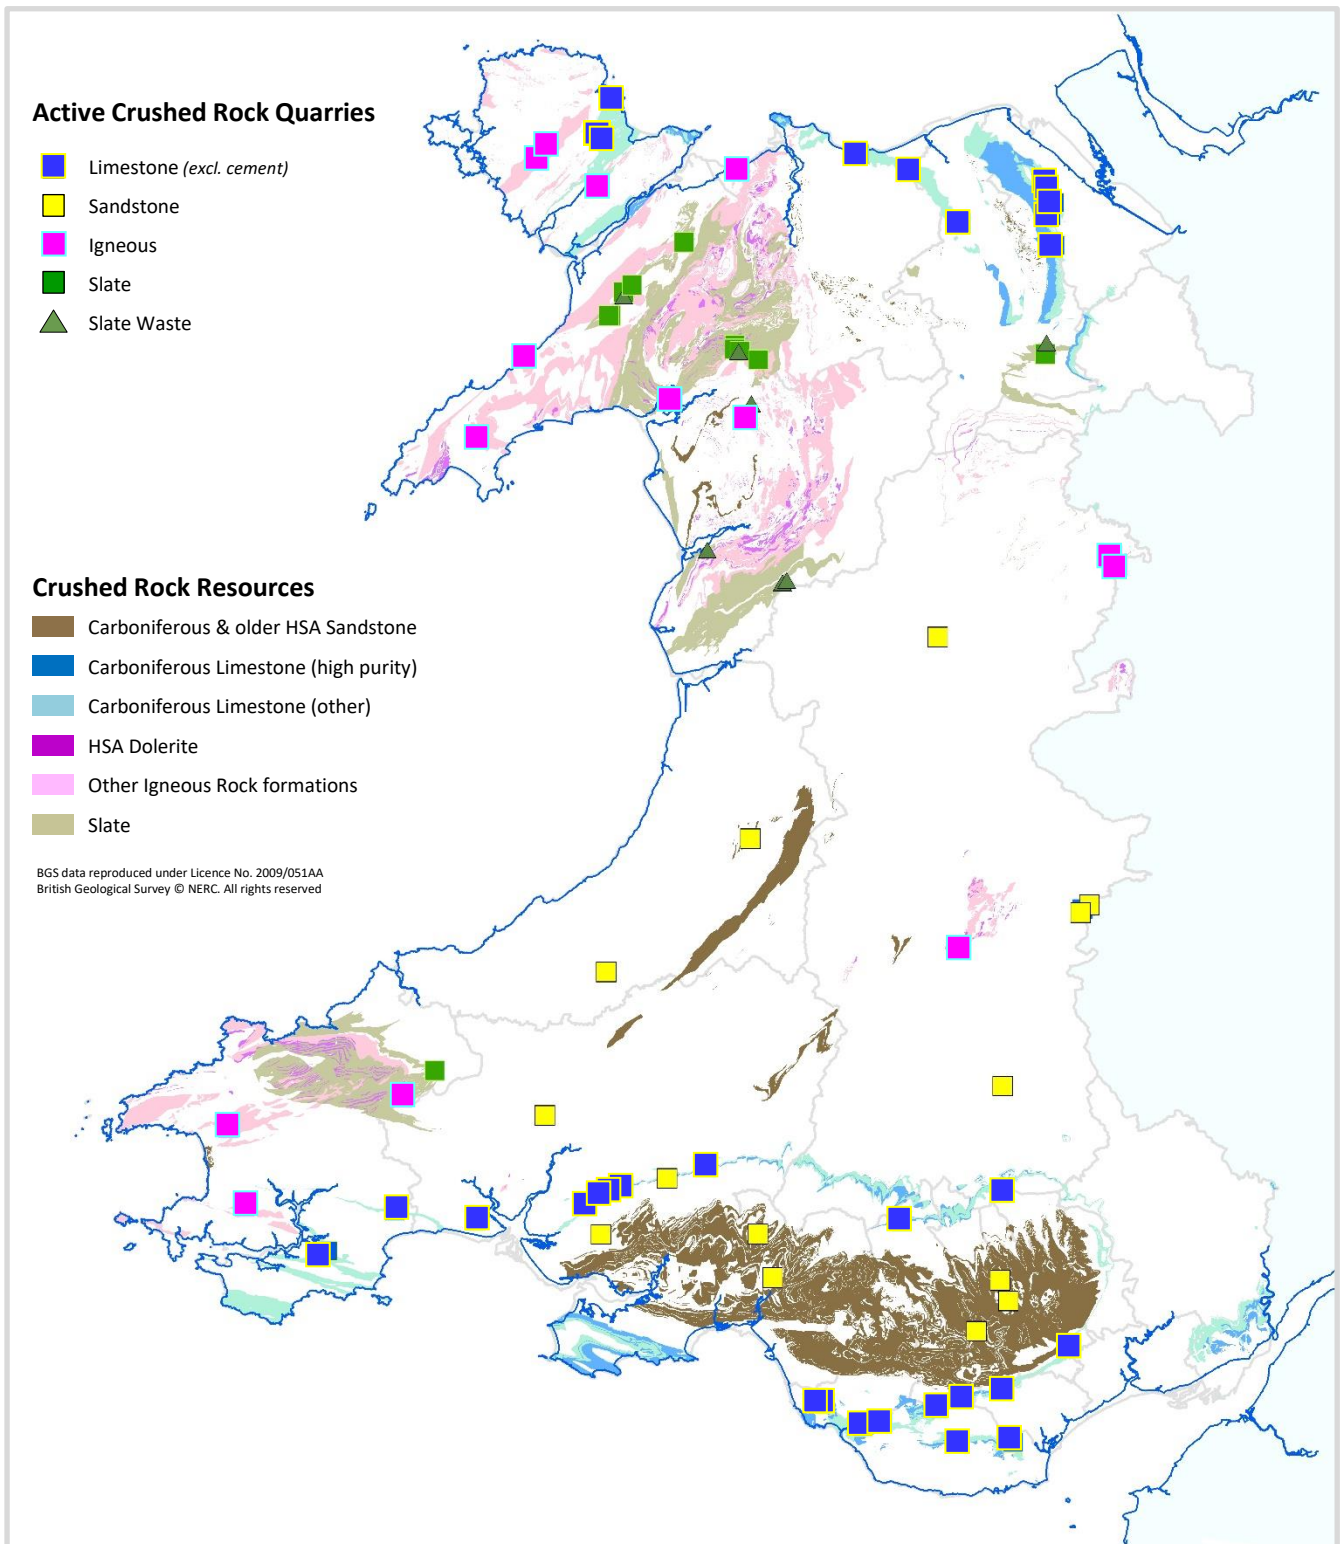 Active Crushed Rock Quarries
Limestone (excl. cement)
Sandstone
Igneous
Slate
Slate Waste
Crushed Rock Resources
Carboniferous & older HSA Sandstone
Carboniferous Limestone (high purity)
Carboniferous Limestone (other)
HSA Dolerite
Other Igneous Rock formations
Slate
BGS data reproduced under Licence No. 2009/051AA
British Geological Survey © NERC. All rights reserved